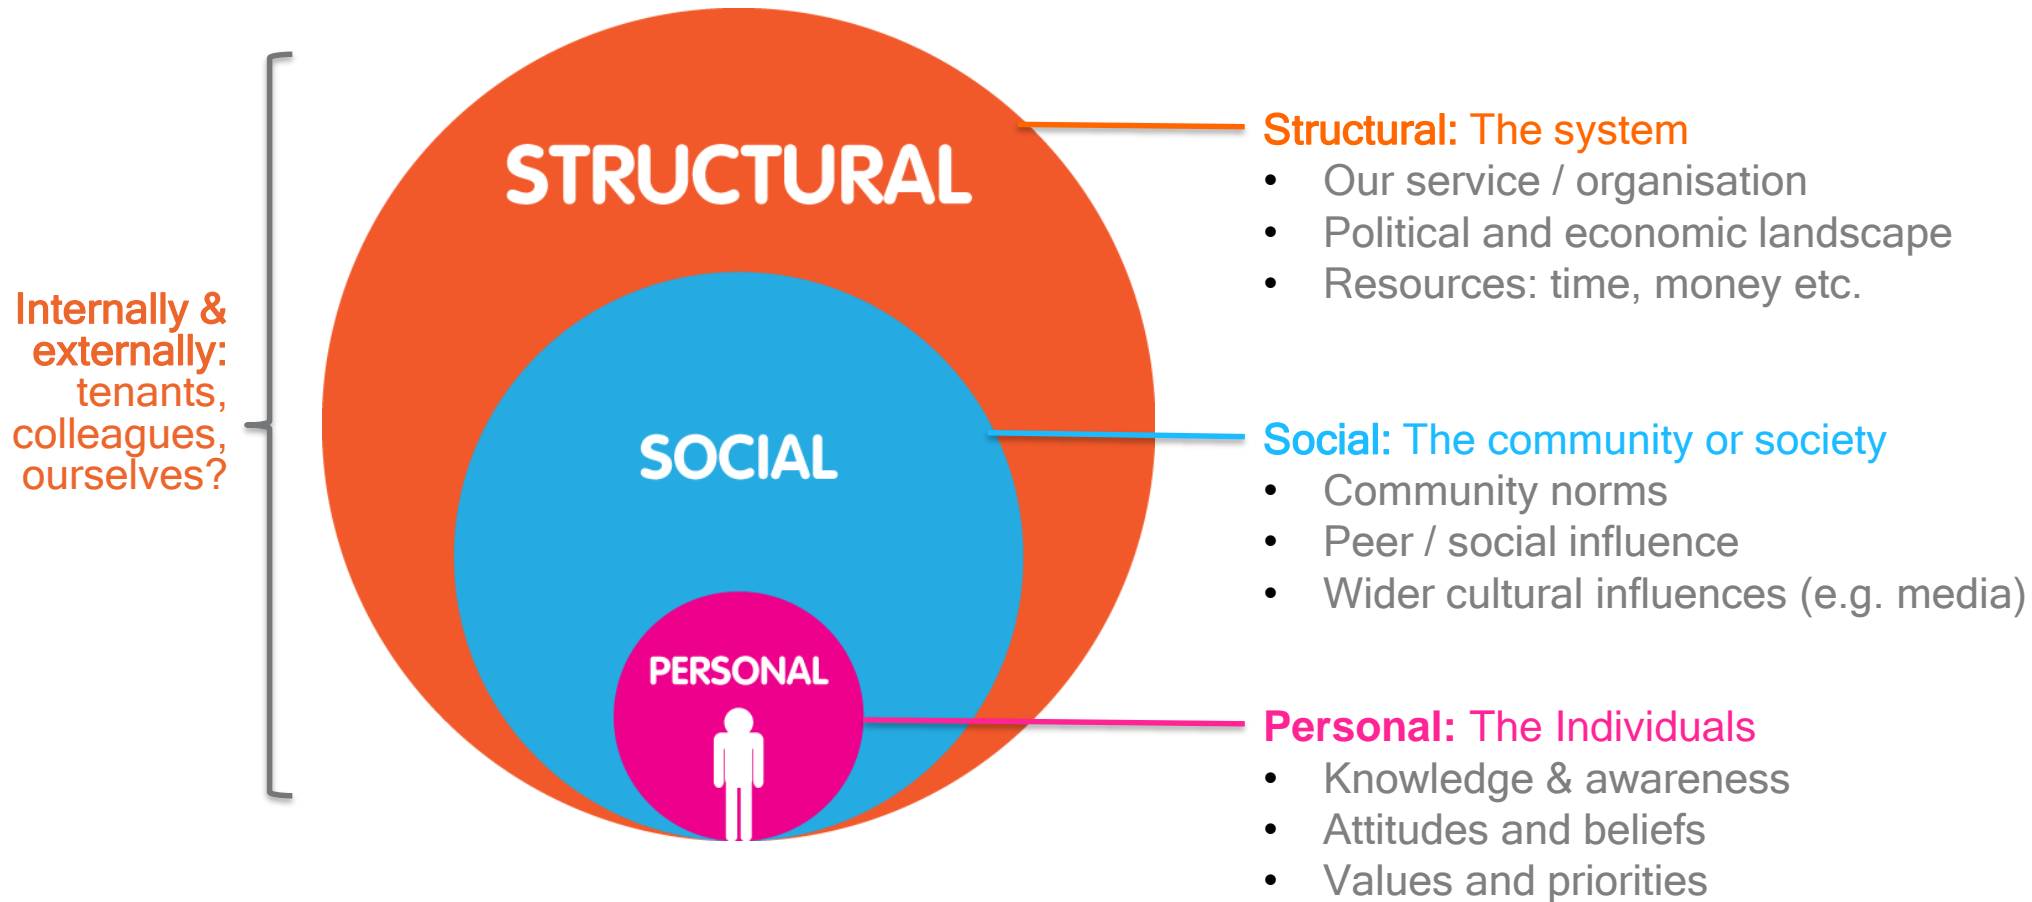 Internally &
externally:
tenants,
colleagues,
ourselves?
STRUCTURAL
SOCIAL
PERSONAL
Structural: The system
• Our service / organisation
• Political and economic landscape
• Resources: time, money etc.
Social: The community or society
• Community norms
• Peer / social influence
• Wider cultural influences (e.g. media)
Personal: The Individuals
• Knowledge & awareness
• Attitudes and beliefs
• Values and priorities